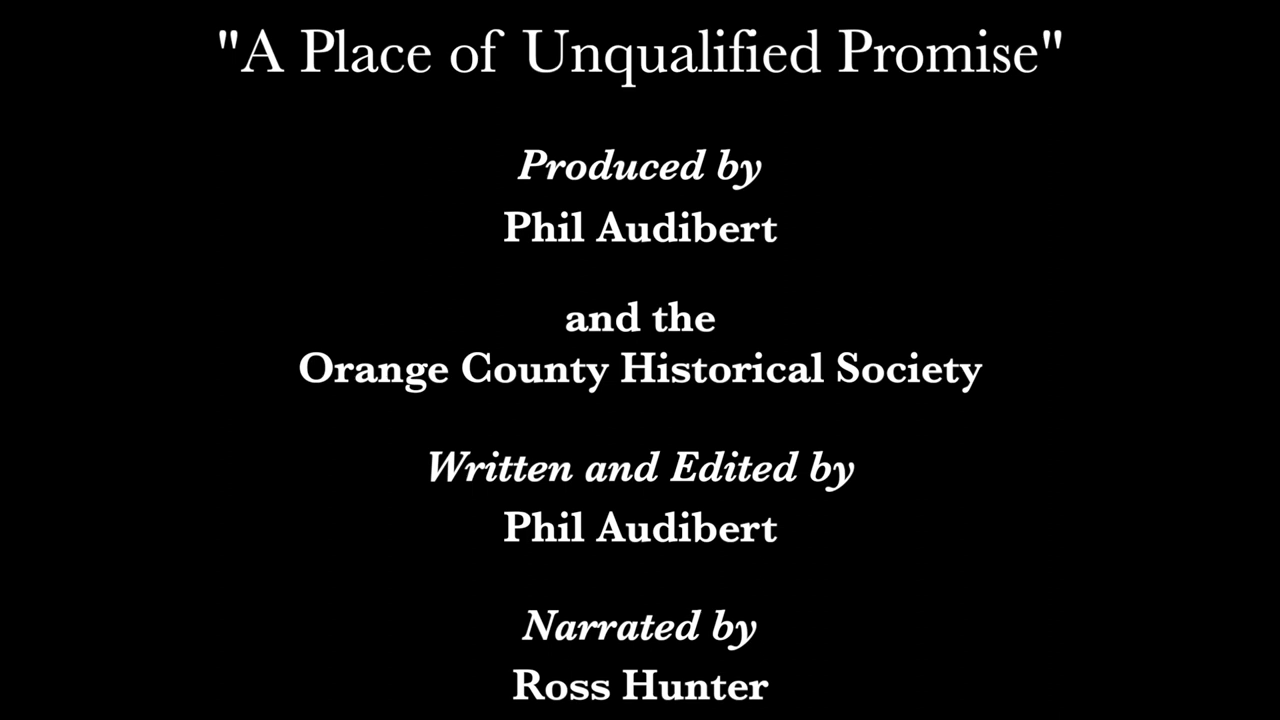 "A Place of Unqualified Promise"
Produced by
Phil Audibert
and the
Orange County Historical Society
Written and Edited by
Phil Audibert
Narrated by
Ross Hunter